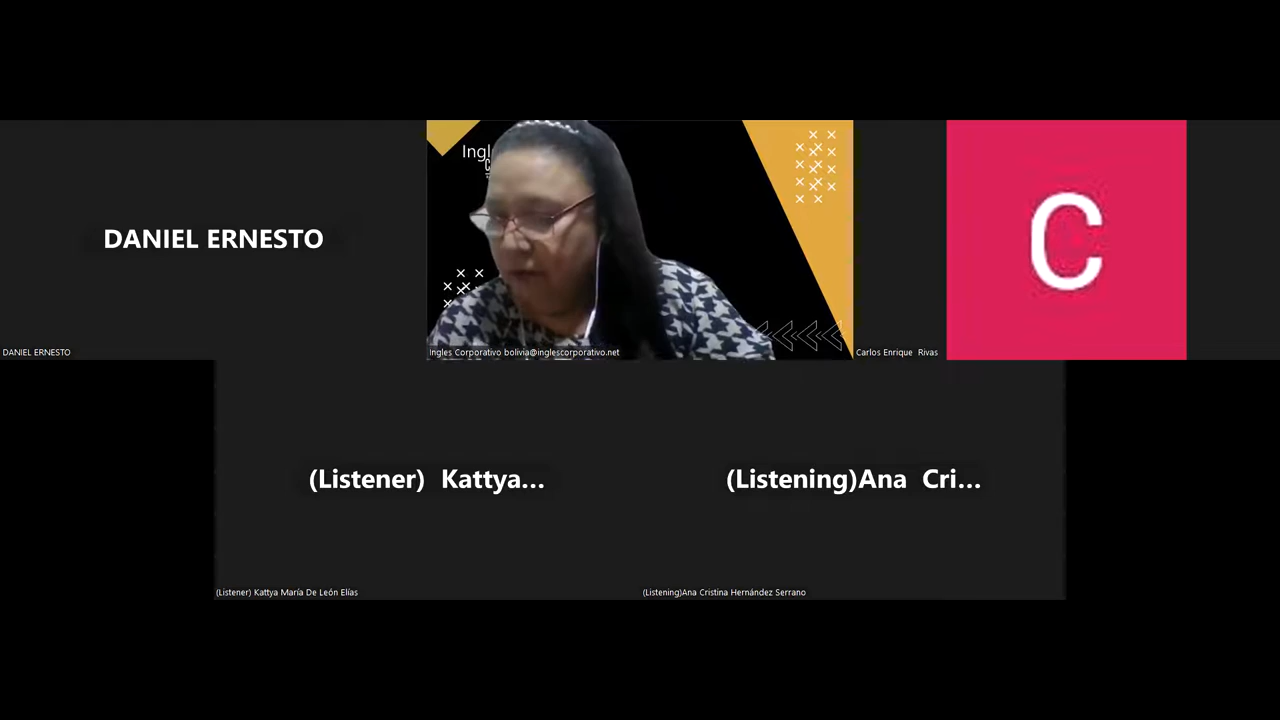 DANIEL ERNESTO
DANIEL ERNESTO
Ingl
C
Ingles Corporativo bolivia@inglescorporativo.net
C
Carlos Enrique Rivas
(Listener) Kattya...
(Listener) Kattya María De León Elías
(Listening)Ana Cri...
(Listening)Ana Cristina Hernández Serrano